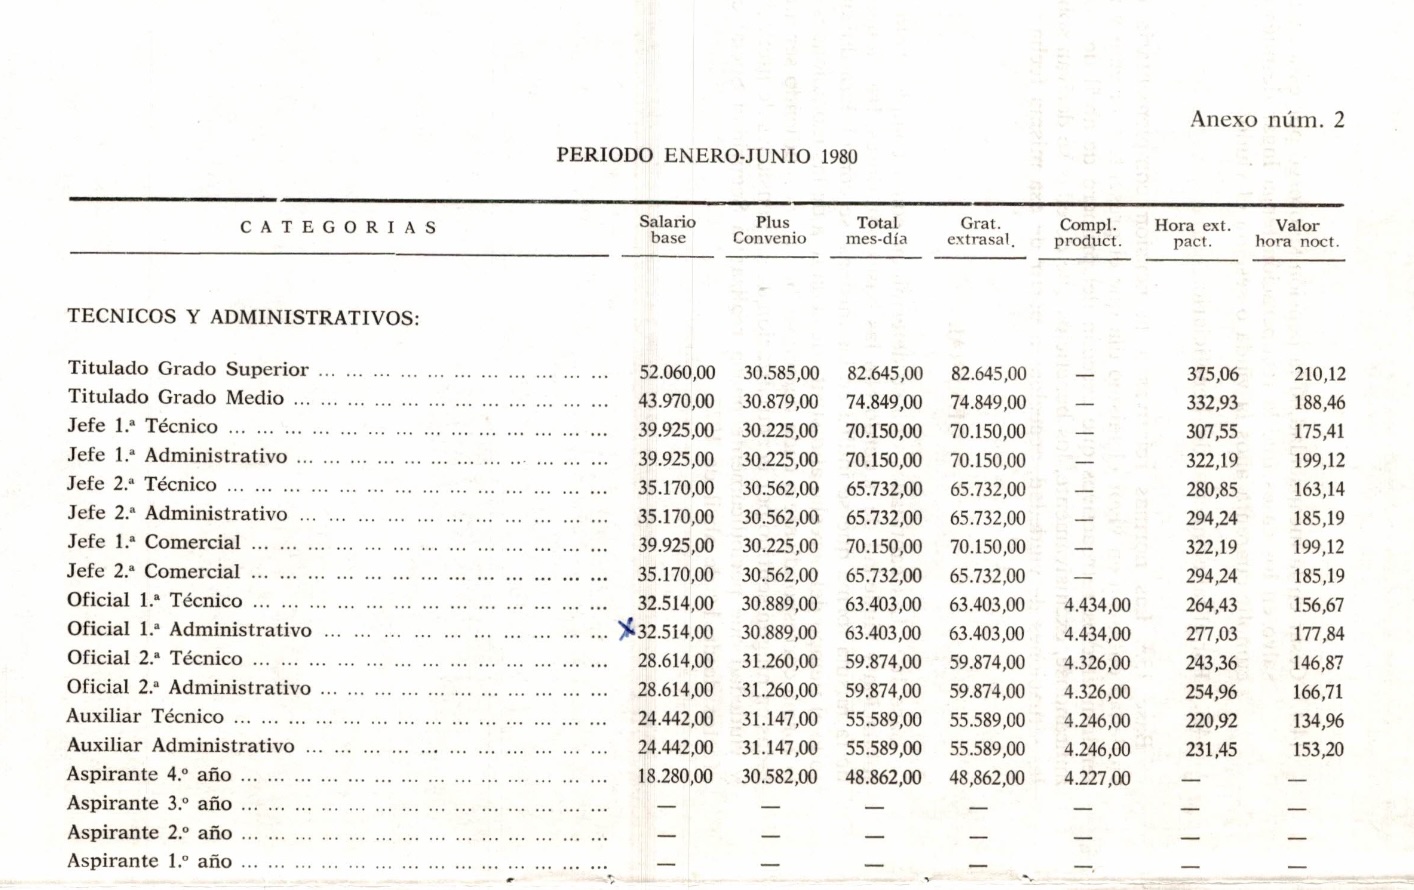 Anexo núm. 2
PERIODO ENERO-JUNIO 1980
CATEGORIAS Salario base Plus Convenio Total mes-día Grat. extrasal. Compl. product. Hora ext. pact. Valor hora noct.
TECNICOS Y ADMINISTRATIVOS:
Titulado Grado Superior ... ... ... ... ... ... ... ... ... ... ... 52.060,00 30.585,00 82.645,00 82.645,00 — 375,06 210,12
Titulado Grado Medio ... ... ... ... ... ... ... ... ... ... ... ... 43.970,00 30.879,00 74.849,00 74.849,00 — 332,93 188,46
Jefe 1.ª Técnico ... ... ... ... ... ... ... ... ... ... ... ... ... ... 39.925,00 30.225,00 70.150,00 70.150,00 — 307,55 175,41
Jefe 1.ª Administrativo ... ... ... ... ... ... ... ... ... ... ... ... 39.925,00 30.225,00 70.150,00 70.150,00 — 322,19 199,12
Jefe 2.ª Técnico ... ... ... ... ... ... ... ... ... ... ... ... ... ... 35.170,00 30.562,00 65.732,00 65.732,00 — 280,85 163,14
Jefe 2.ª Administrativo ... ... ... ... ... ... ... ... ... ... ... 35.170,00 30.562,00 65.732,00 65.732,00 — 294,24 185,19
Jefe 1.ª Comercial ... ... ... ... ... ... ... ... ... ... ... ... ... 39.925,00 30.225,00 70.150,00 70.150,00 — 322,19 199,12
Jefe 2.ª Comercial ... ... ... ... ... ... ... ... ... ... ... ... ... 35.170,00 30.562,00 65.732,00 65.732,00 — 294,24 185,19
Oficial 1.ª Técnico ... ... ... ... ... ... ... ... ... ... ... ... ... 32.514,00 30.889,00 63.403,00 63.403,00 4.434,00 264,43 156,67
Oficial 1.ª Administrativo ... ... ... ... ... ... ... ... ... ... ... x 32.514,00 30.889,00 63.403,00 63.403,00 4.434,00 277,03 177,84
Oficial 2.ª Técnico ... ... ... ... ... ... ... ... ... ... ... ... ... 28.614,00 31.260,00 59.874,00 59.874,00 4.326,00 243,36 146,87
Oficial 2.ª Administrativo ... ... ... ... ... ... ... ... ... ... ... 28.614,00 31.260,00 59.874,00 59.874,00 4.326,00 254,96 166,71
Auxiliar Técnico ... ... ... ... ... ... ... ... ... ... ... ... ... ... 24.442,00 31.147,00 55.589,00 55.589,00 4.246,00 220,92 134,96
Auxiliar Administrativo ... ... ... ... ... ... ... ... ... ... ... 24.442,00 31.147,00 55.589,00 55.589,00 4.246,00 231,45 153,20
Aspirante 4.º año ... ... ... ... ... ... ... ... ... ... ... ... ... 18.280,00 30.582,00 48.862,00 48,862,00 4.227,00 — —
Aspirante 3.º año ... ... ... ... ... ... ... ... ... ... ... ... ... — — — — — — —
Aspirante 2.º año ... ... ... ... ... ... ... ... ... ... ... ... ... — — — — — — —
Aspirante 1.º año ... ... ... ... ... ... ... ... ... ... ... ... ... — — — — — — —